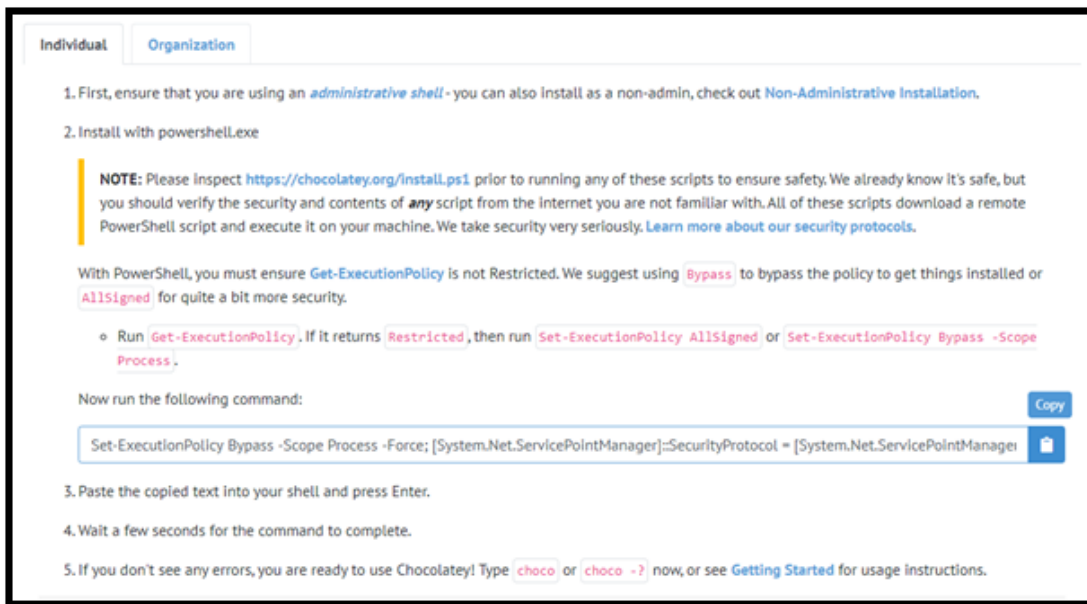 Individual
Organization
1. First, ensure that you are using an administrative shell - you can also install as a non-admin, check out Non-Administrative Installation.
2. Install with powershell.exe
NOTE: Please inspect https://chocolatey.org/install.ps1 prior to running any of these scripts to ensure safety. We already know it's safe, but
you should verify the security and contents of any script from the internet you are not familiar with. All of these scripts download a remote
PowerShell script and execute it on your machine. We take security very seriously. Learn more about our security protocols.
With PowerShell, you must ensure Get-ExecutionPolicy is not Restricted. We suggest using Bypass to bypass the policy to get things installed or
AllSigned for quite a bit more security.
Run Get-ExecutionPolicy. If it returns Restricted, then run Set-ExecutionPolicy AllSigned or Set-ExecutionPolicy Bypass -Scope
Process.
Now run the following command:
Copy
Set-ExecutionPolicy Bypass -Scope Process -Force; [System.Net.ServicePointManager]::SecurityProtocol = [System.Net.ServicePointManager
3. Paste the copied text into your shell and press Enter.
4. Wait a few seconds for the command to complete.
5. If you don't see any errors, you are ready to use Chocolatey! Type choco or choco -? now, or see Getting Started for usage instructions.